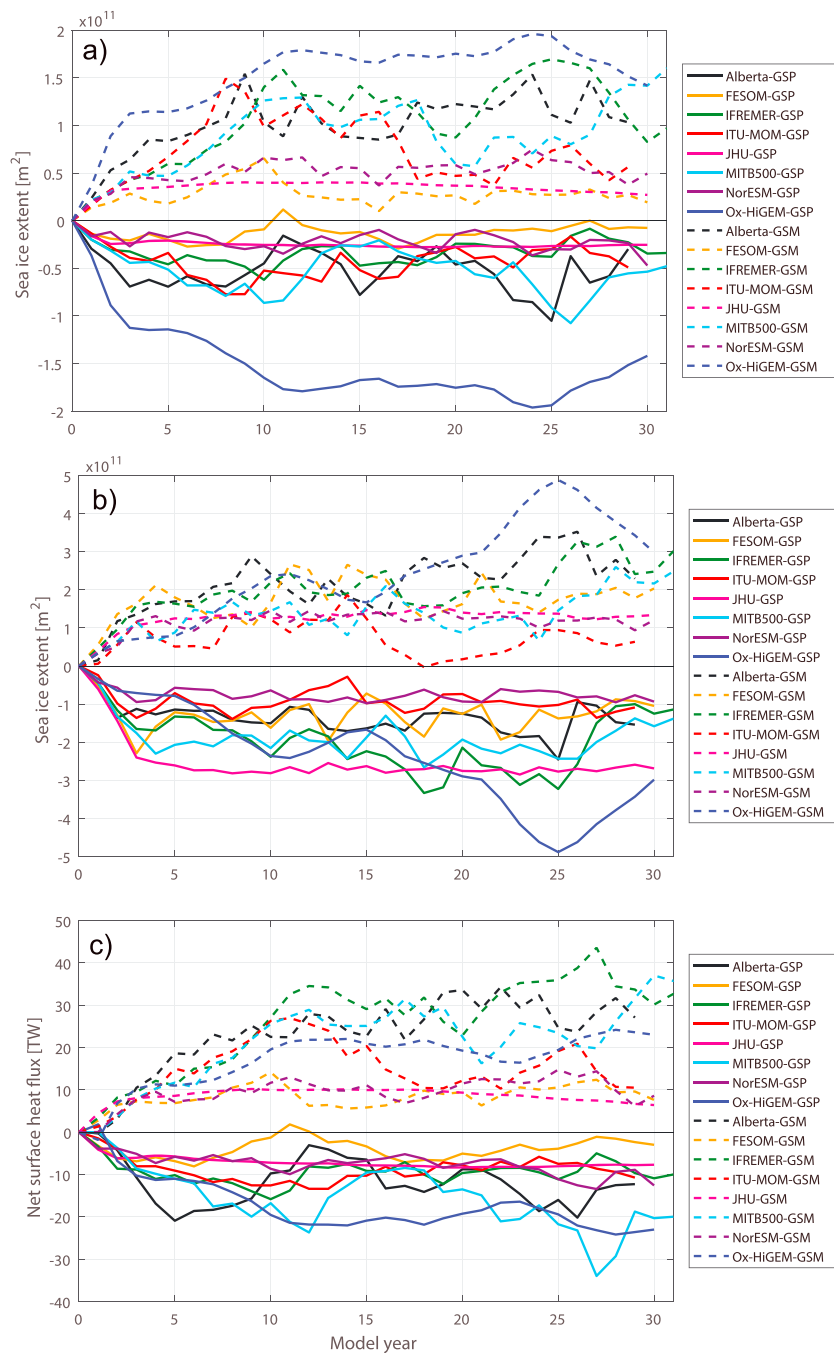 x10¹¹
a)
2
1.5
1
0.5
0
-0.5
-1
-1.5
-2
Sea ice extent [m²]
0 5 10 15 20 25 30
Alberta-GSP
FESOM-GSP
IFREMER-GSP
ITU-MOM-GSP
JHU-GSP
MITB500-GSP
NorESM-GSP
Ox-HiGEM-GSP
Alberta-GSM
FESOM-GSM
IFREMER-GSM
ITU-MOM-GSM
JHU-GSM
MITB500-GSM
NorESM-GSM
Ox-HiGEM-GSM
x10¹¹
b)
5
4
3
2
1
0
-1
-2
-3
-4
-5
Sea ice extent [m²]
0 5 10 15 20 25 30
Alberta-GSP
FESOM-GSP
IFREMER-GSP
ITU-MOM-GSP
JHU-GSP
MITB500-GSP
NorESM-GSP
Ox-HiGEM-GSP
Alberta-GSM
FESOM-GSM
IFREMER-GSM
ITU-MOM-GSM
JHU-GSM
MITB500-GSM
NorESM-GSM
Ox-HiGEM-GSM
c)
50
40
30
20
10
0
-10
-20
-30
-40
Net surface heat flux [TW]
0 5 10 15 20 25 30
Model year
Alberta-GSP
FESOM-GSP
IFREMER-GSP
ITU-MOM-GSP
JHU-GSP
MITB500-GSP
NorESM-GSP
Ox-HiGEM-GSP
Alberta-GSM
FESOM-GSM
IFREMER-GSM
ITU-MOM-GSM
JHU-GSM
MITB500-GSM
NorESM-GSM
Ox-HiGEM-GSM